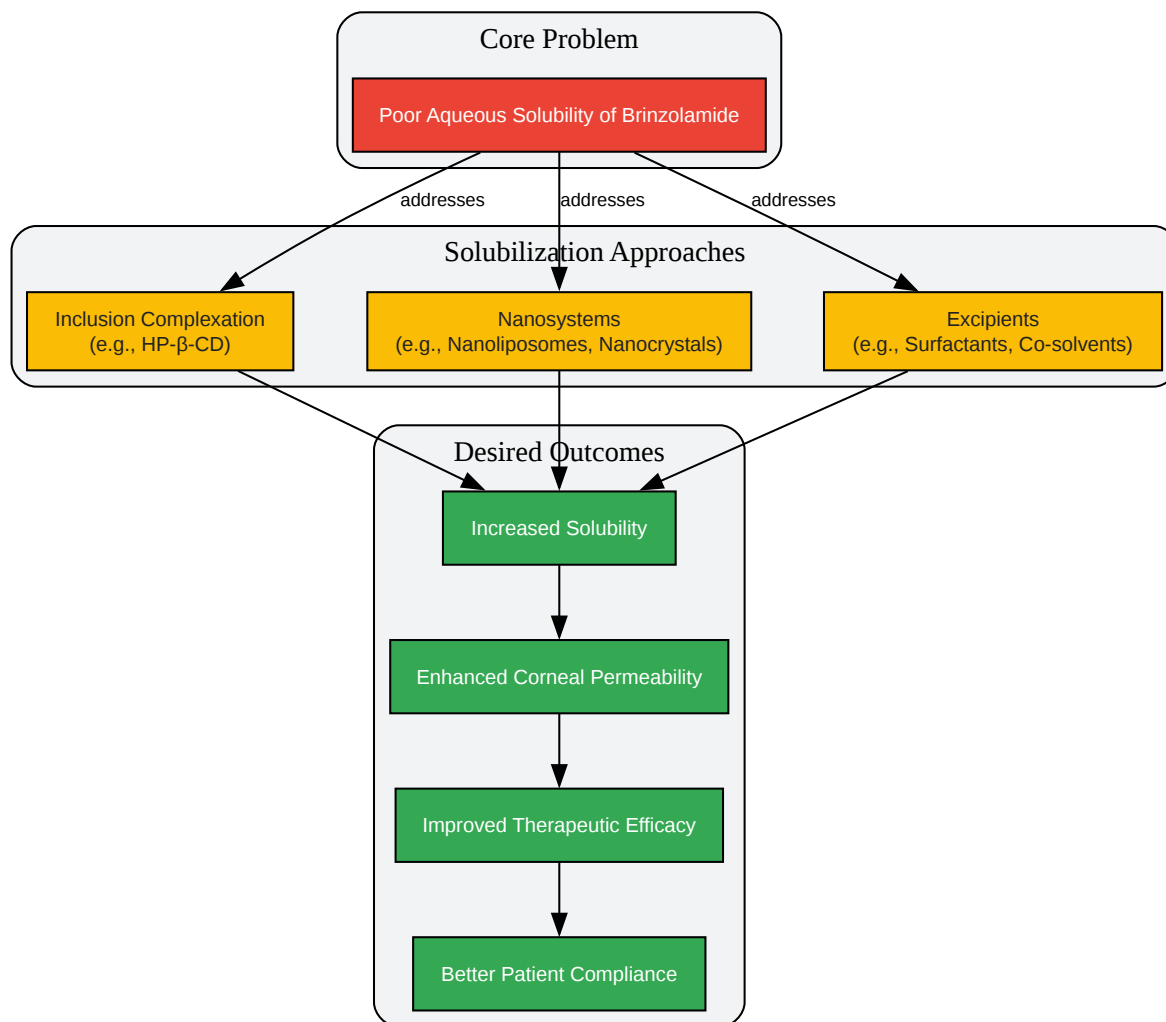 Core Problem
Poor Aqueous Solubility of Brinzolamide
addresses
addresses
addresses
Solubilization Approaches
Inclusion Complexation
(e.g., HP-β-CD)
Nanosystems
(e.g., Nanoliposomes, Nanocrystals)
Excipients
(e.g., Surfactants, Co-solvents)
Desired Outcomes
Increased Solubility
Enhanced Corneal Permeability
Improved Therapeutic Efficacy
Better Patient Compliance